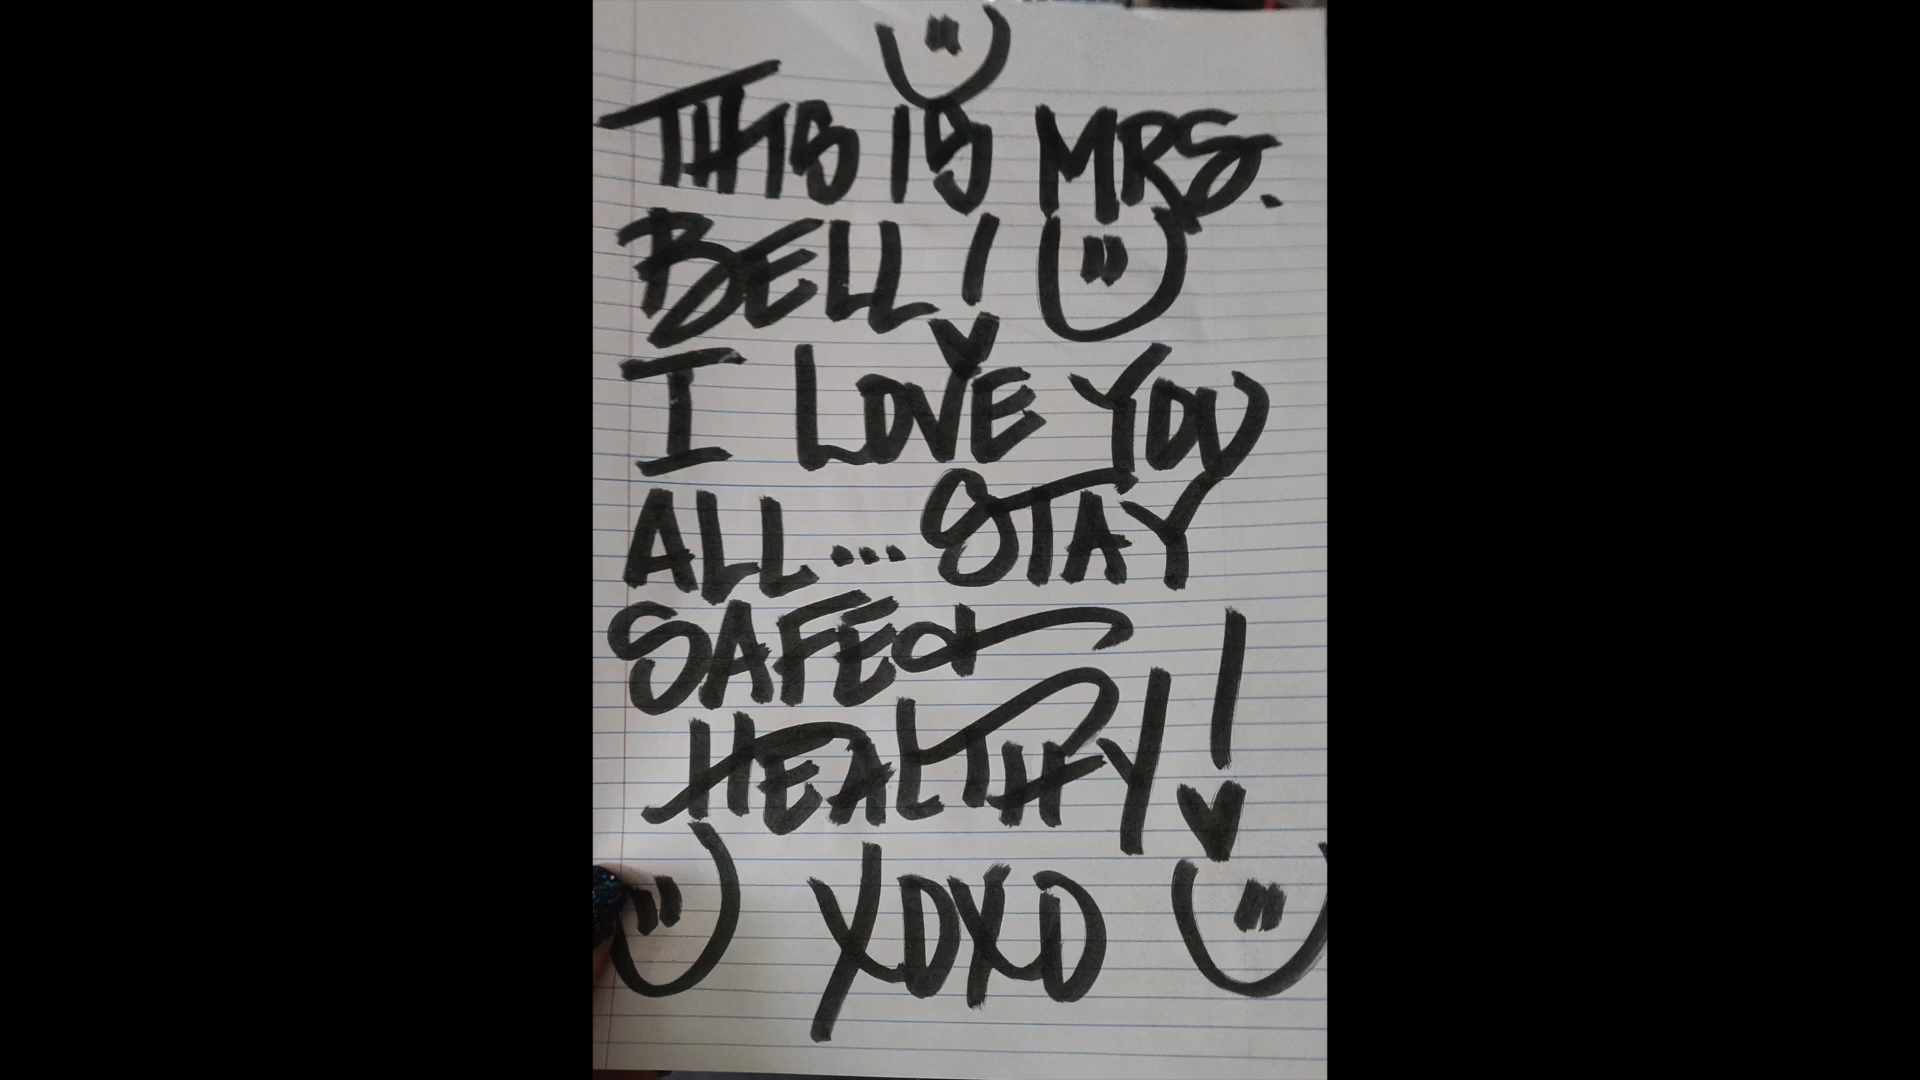 THIS IS MRS.
BELL!
I LOVE YOU
ALL... STAY
SAFE &
HEALTHY!
XOXO